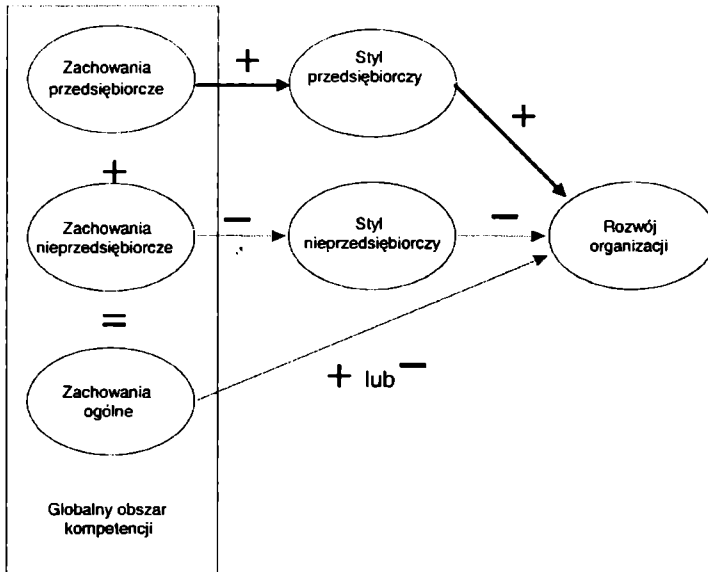 Zachowania
przedsiębiorcze
+
Styl
przedsiębiorczy
+
+
Zachowania
nieprzedsiębiorcze
−
Styl
nieprzedsiębiorczy
−
Rozwój
organizacji
=
Zachowania
ogólne
+ lub −
Globalny obszar
kompetencji